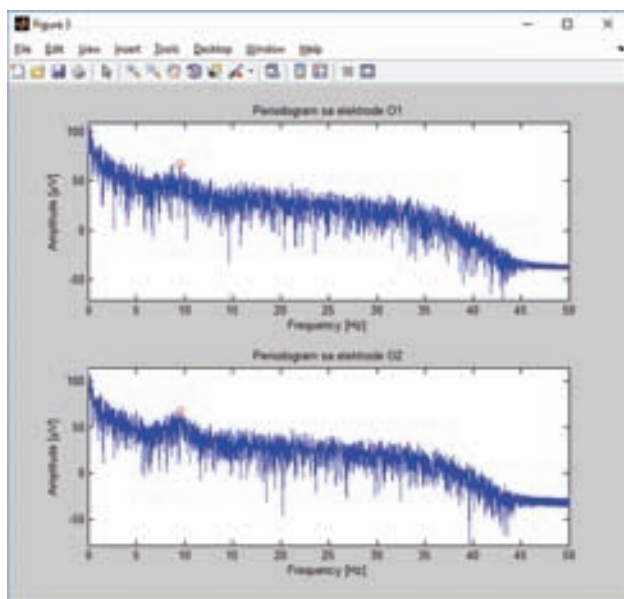 Figure 3
File Edit View Insert Tools Desktop Window Help
Periodogram sa elektrode O1
100
50
0
-50
Amplitude [µV]
0 5 10 15 20 25 30 35 40 45 50
Frequency [Hz]
Periodogram sa elektrode O2
100
50
0
-50
Amplitude [µV]
0 5 10 15 20 25 30 35 40 45 50
Frequency [Hz]